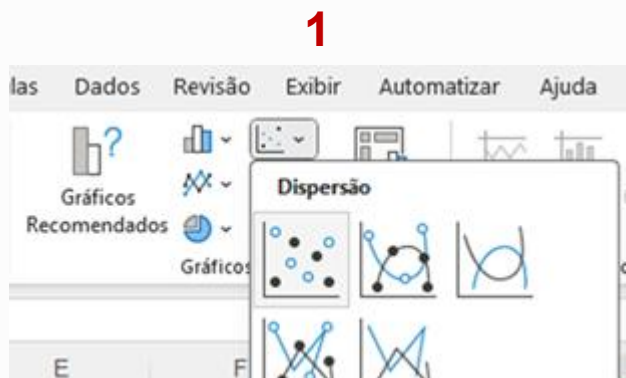 1
las Dados Revisão Exibir Automatizar Ajuda
?
Gráficos
Recomendados
Gráficos
Dispersão
E F